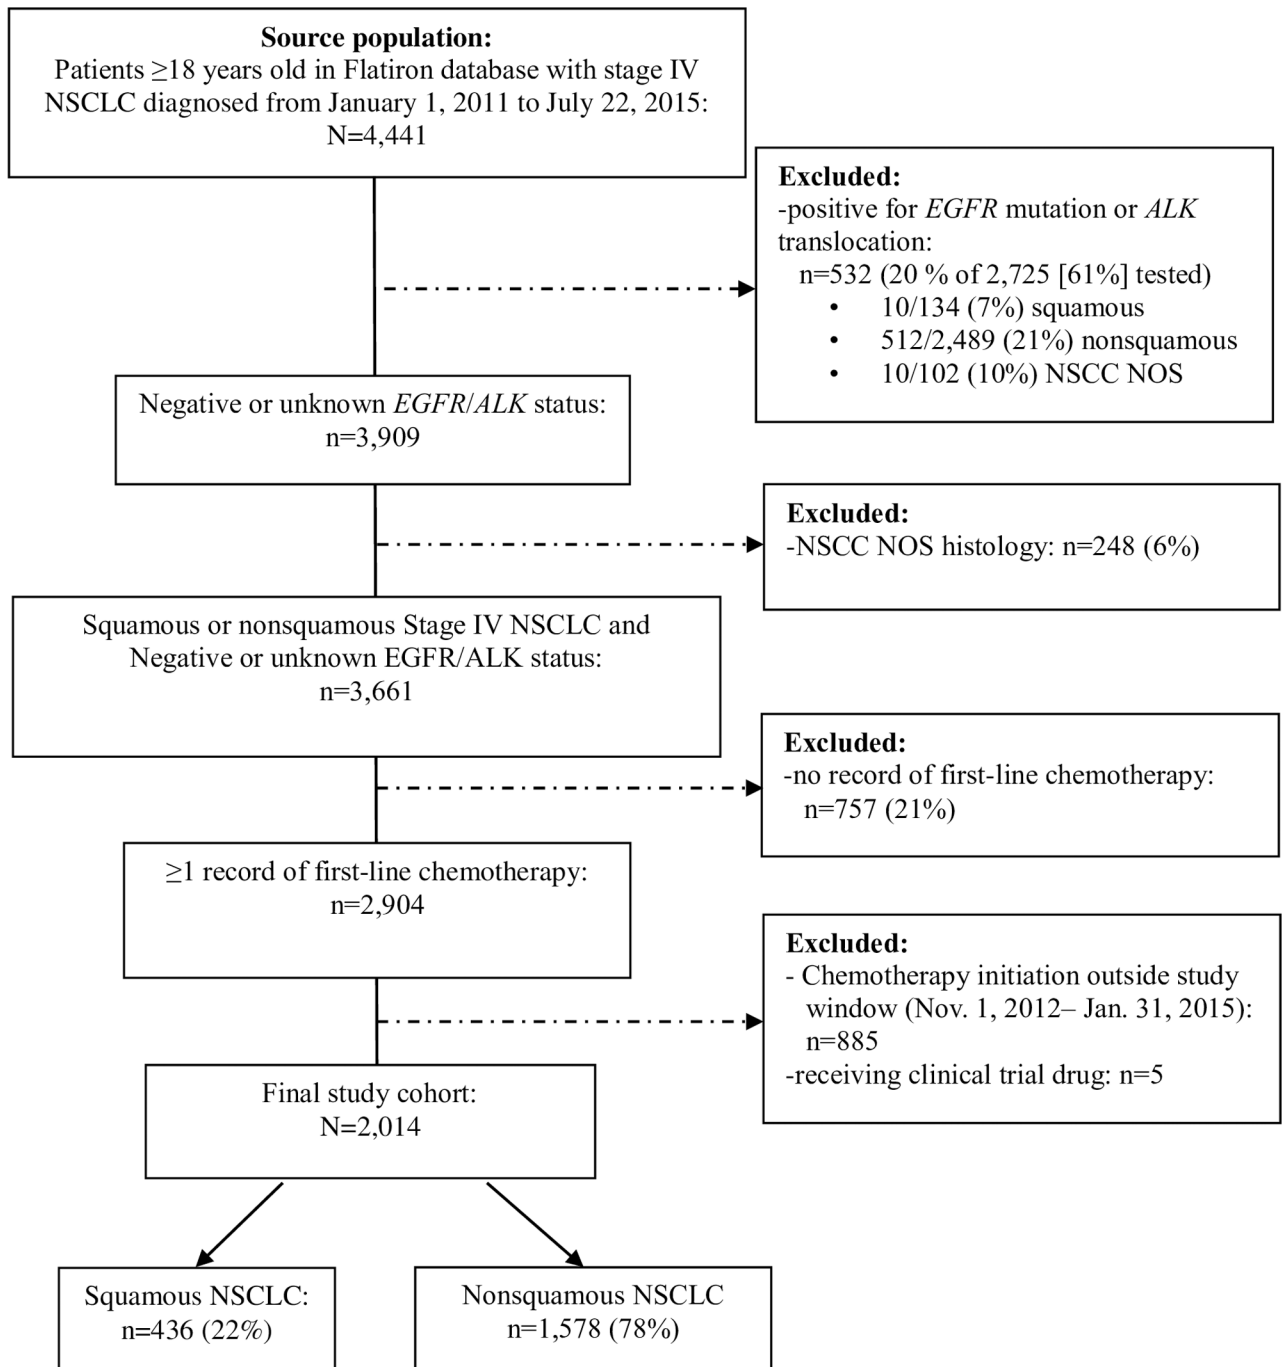 Source population:
Patients ≥18 years old in Flatiron database with stage IV
NSCLC diagnosed from January 1, 2011 to July 22, 2015:
N=4,441
Excluded:
-positive for EGFR mutation or ALK
translocation:
n=532 (20 % of 2,725 [61%] tested)
• 10/134 (7%) squamous
• 512/2,489 (21%) nonsquamous
• 10/102 (10%) NSCC NOS
Negative or unknown EGFR/ALK status:
n=3,909
Excluded:
-NSCC NOS histology: n=248 (6%)
Squamous or nonsquamous Stage IV NSCLC and
Negative or unknown EGFR/ALK status:
n=3,661
Excluded:
-no record of first-line chemotherapy:
n=757 (21%)
≥1 record of first-line chemotherapy:
n=2,904
Excluded:
- Chemotherapy initiation outside study
window (Nov. 1, 2012– Jan. 31, 2015):
n=885
-receiving clinical trial drug: n=5
Final study cohort:
N=2,014
Squamous NSCLC:
n=436 (22%)
Nonsquamous NSCLC
n=1,578 (78%)